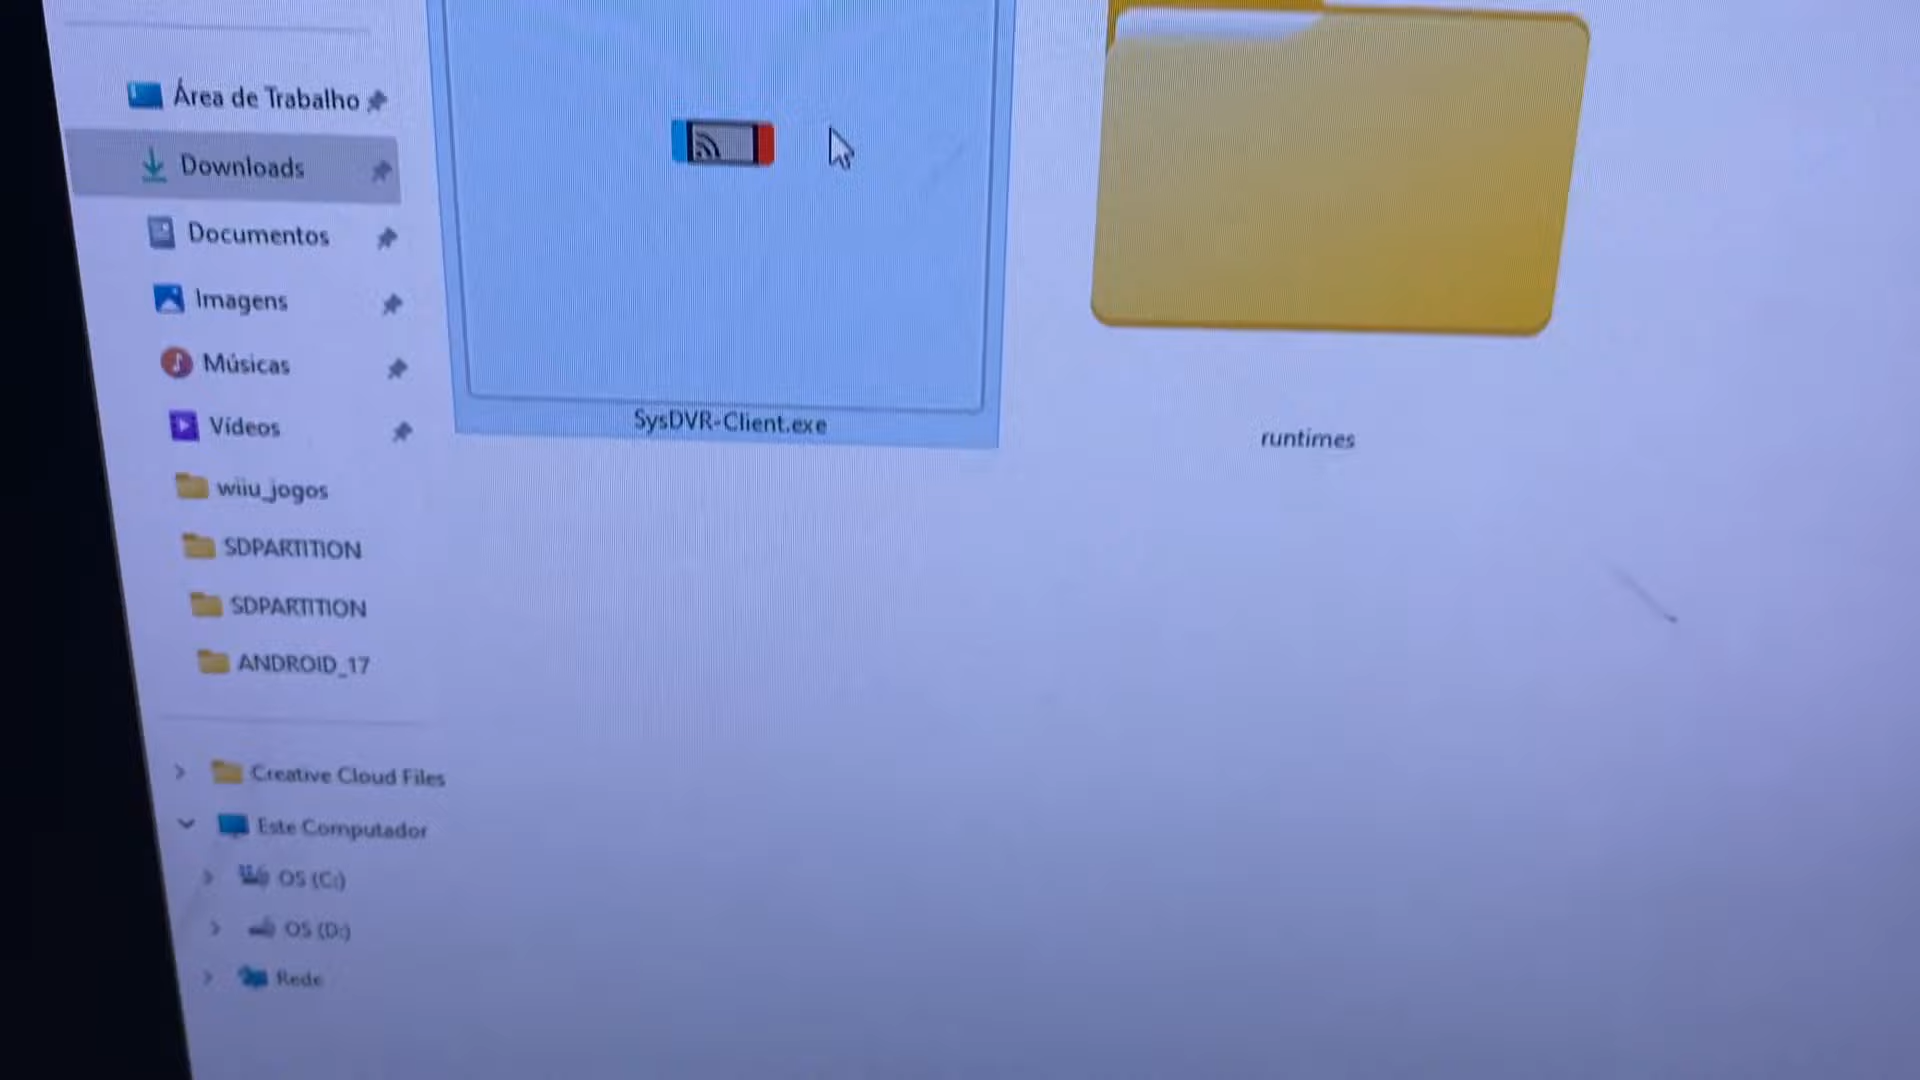 Área de Trabalho
Downloads
Documentos
Imagens
Músicas
Vídeos
wiiu_jogos
SDPARTITION
SDPARTITION
ANDROID_17
Creative Cloud Files
Este Computador
OS (C:)
OS (D:)
Rede
SysDVR-Client.exe
runtimes